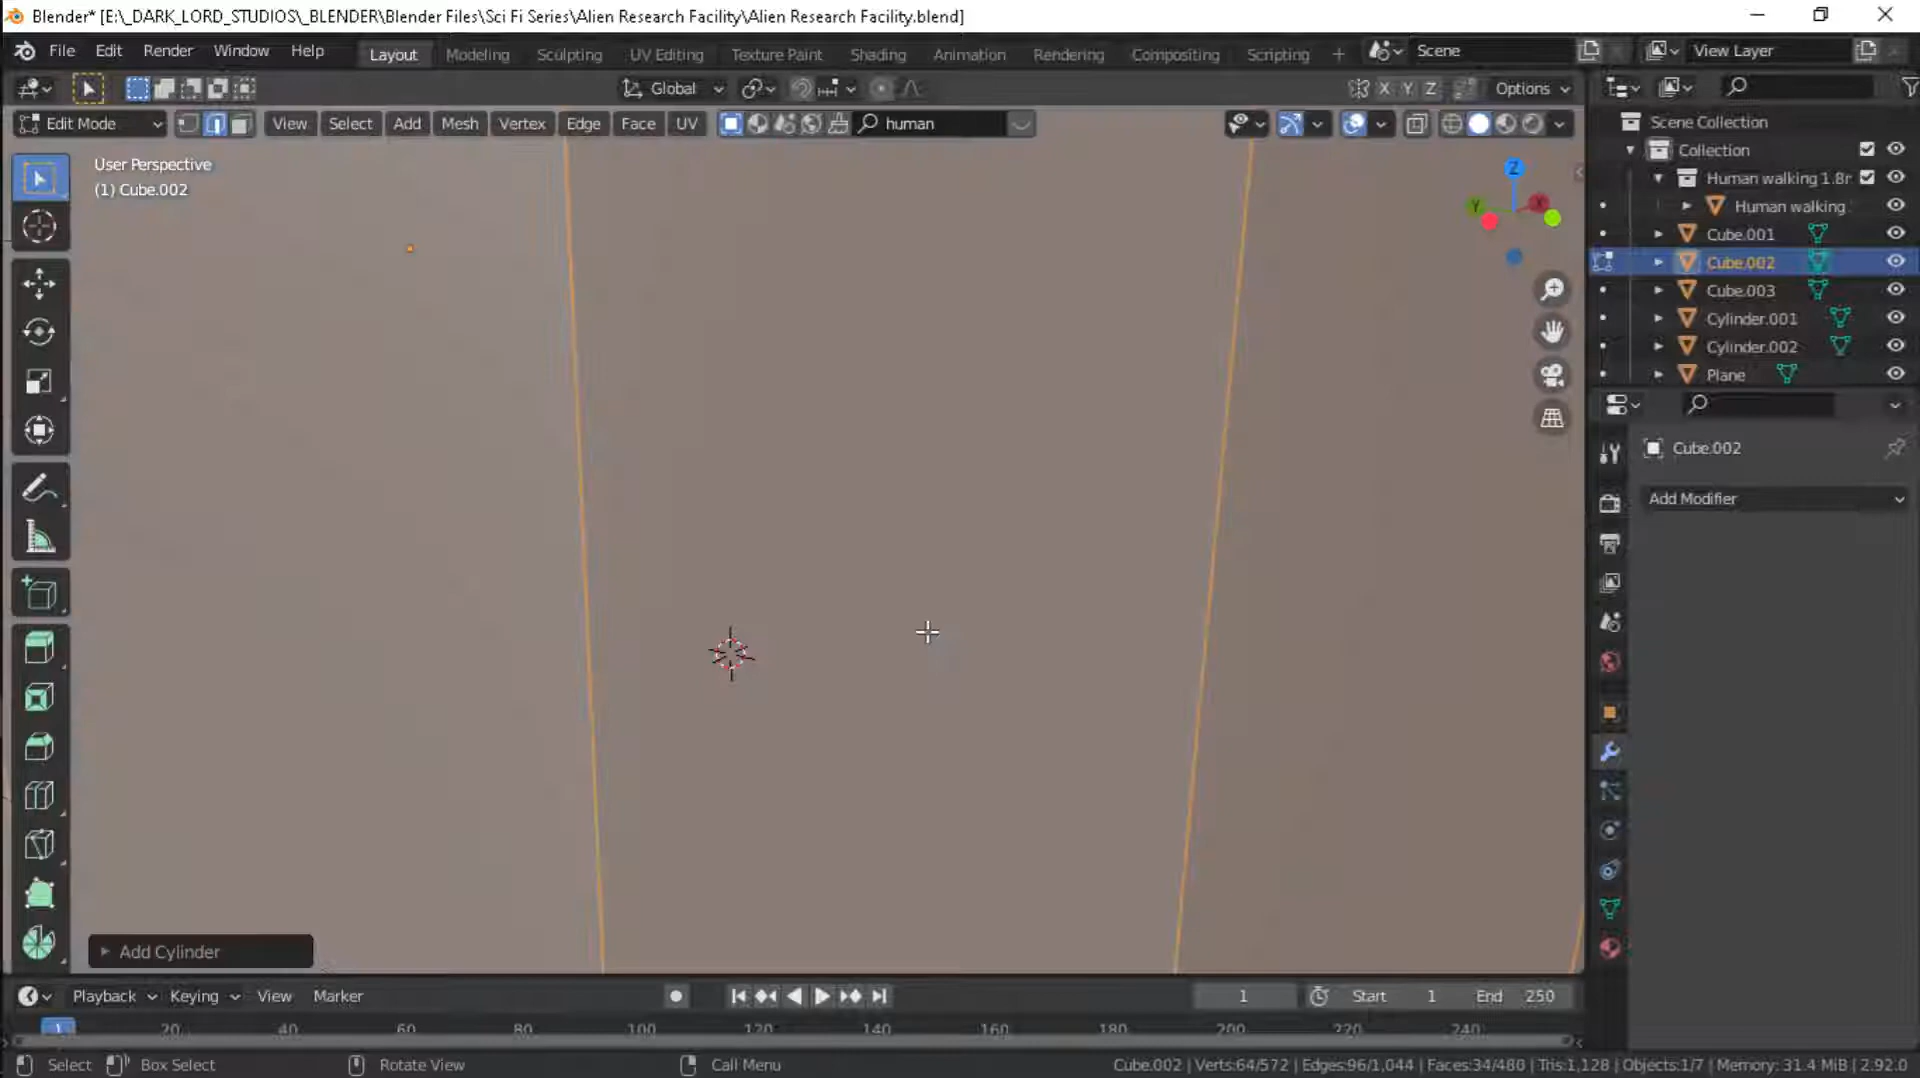 Blender* [E:\_DARK_LORD_STUDIOS\_BLENDER\Blender Files\Sci Fi Series\Alien Research Facility\Alien Research Facility.blend]
File Edit Render Window Help Layout Modeling Sculpting UV Editing Texture Paint Shading Animation Rendering Compositing Scripting + Scene View Layer
Global X Y Z Options
Edit Mode View Select Add Mesh Vertex Edge Face UV human
User Perspective
(1) Cube.002
Z
Y X
Scene Collection
Collection
Human walking 1.8m
Human walking
Cube.001
Cube.002
Cube.003
Cylinder.001
Cylinder.002
Plane
Cube.002
Add Modifier
Add Cylinder
Playback Keying View Marker 1 Start 1 End 250
1 20 40 60 80 100 120 140 160 180 200 220 240
Select Box Select Rotate View Call Menu Cube.002 | Verts:64/572 | Edges:96/1,044 | Faces:34/480 | Tris:1,128 | Objects:1/7 | Memory: 31.4 MiB | 2.92.0